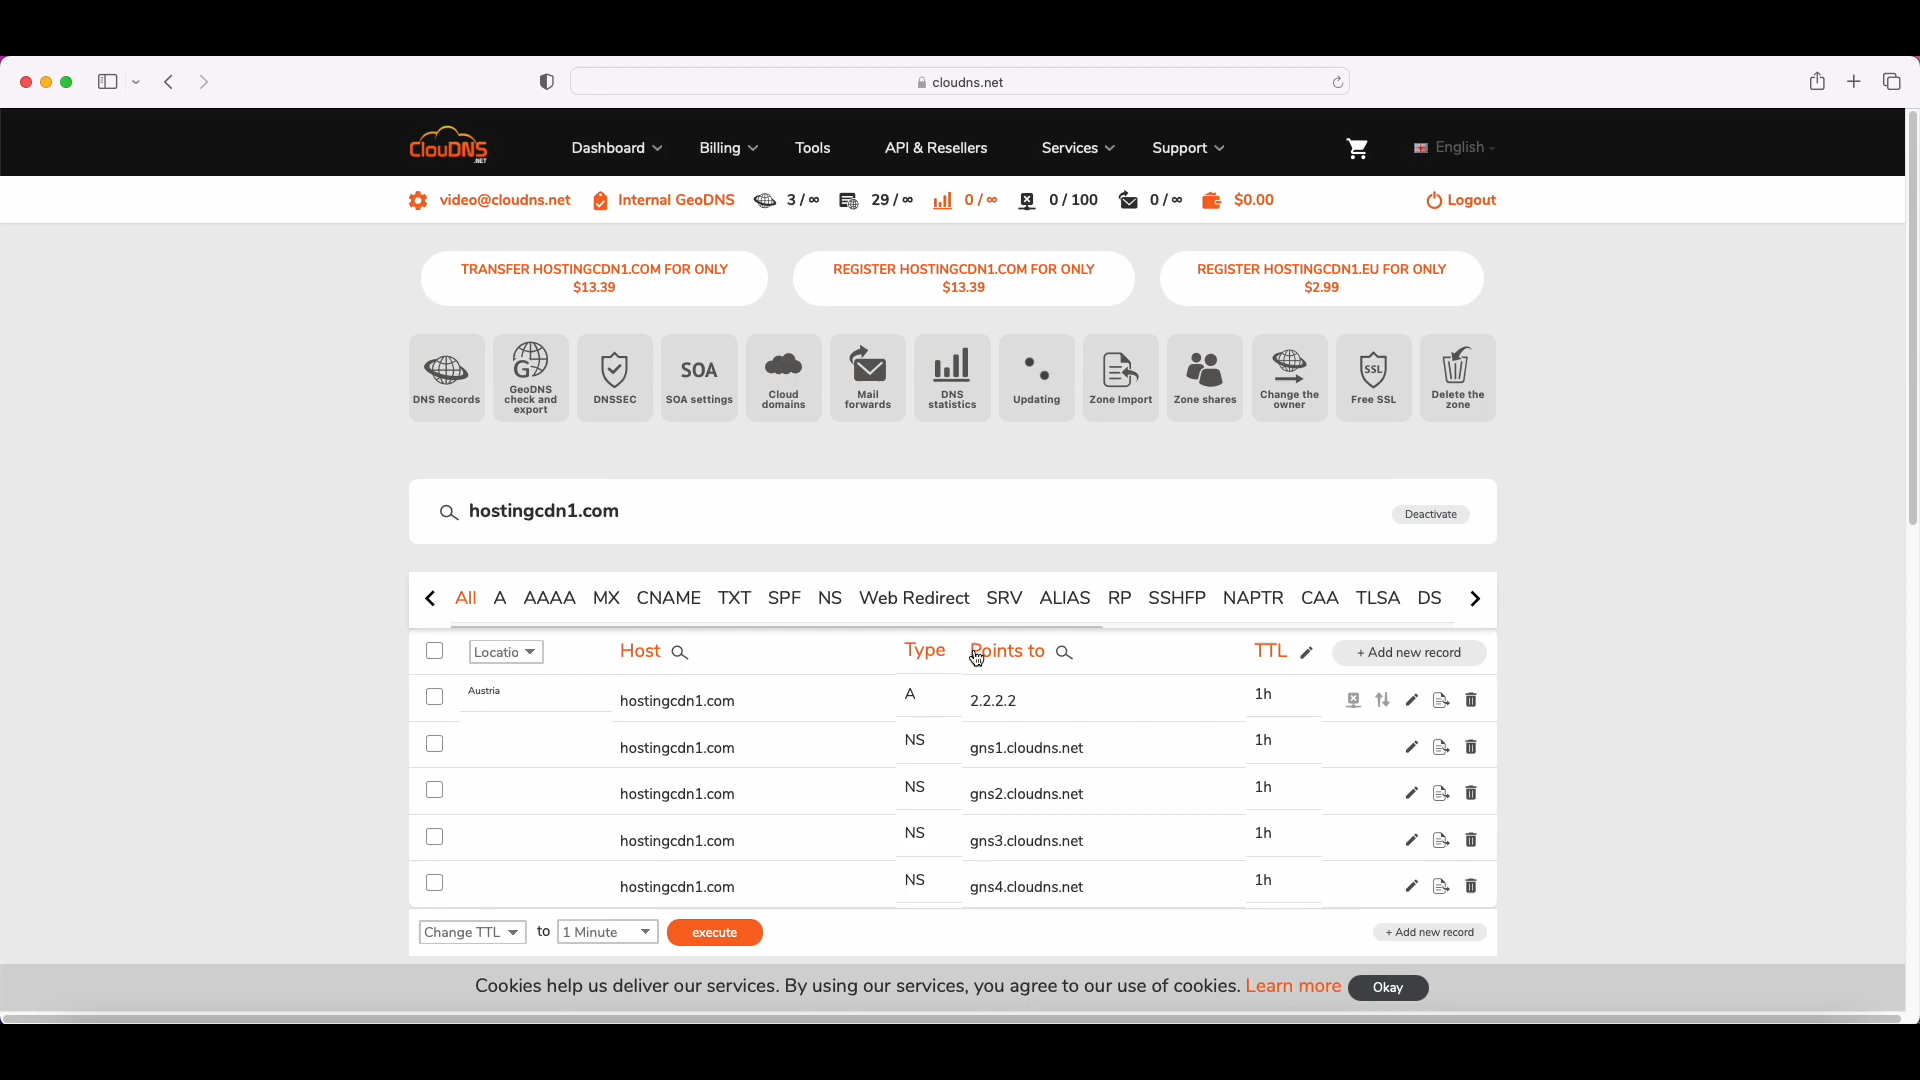 cloudns.net
ClouDNS .NET Dashboard Billing Tools API & Resellers Services Support English
video@cloudns.net Internal GeoDNS 3 / ∞ 29 / ∞ 0 / ∞ 0 / 100 0 / ∞ $0.00 Logout
TRANSFER HOSTINGCDN1.COM FOR ONLY
$13.39
REGISTER HOSTINGCDN1.COM FOR ONLY
$13.39
REGISTER HOSTINGCDN1.EU FOR ONLY
$2.99
DNS Records
G
GeoDNS
check and
export
DNSSEC
SOA
SOA settings
Cloud
domains
Mail
forwards
DNS
statistics
Updating
Zone Import
Zone shares
Change the
owner
SSL
Free SSL
Delete the
zone
hostingcdn1.com Deactivate
All A AAAA MX CNAME TXT SPF NS Web Redirect SRV ALIAS RP SSHFP NAPTR CAA TLSA DS
Locatio Host Type Points to TTL + Add new record
Austria hostingcdn1.com A 2.2.2.2 1h
hostingcdn1.com NS gns1.cloudns.net 1h
hostingcdn1.com NS gns2.cloudns.net 1h
hostingcdn1.com NS gns3.cloudns.net 1h
hostingcdn1.com NS gns4.cloudns.net 1h
Change TTL to 1 Minute execute + Add new record
Cookies help us deliver our services. By using our services, you agree to our use of cookies. Learn more Okay